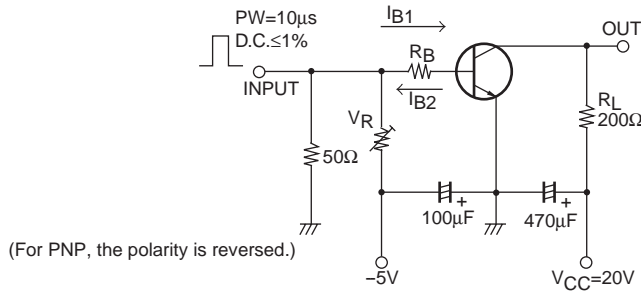 PW=10µs
D.C.≤1%
INPUT
IB1
RB
IB2
VR
50Ω
OUT
RL
200Ω
+
100µF
+
470µF
−5V
VCC=20V
(For PNP, the polarity is reversed.)